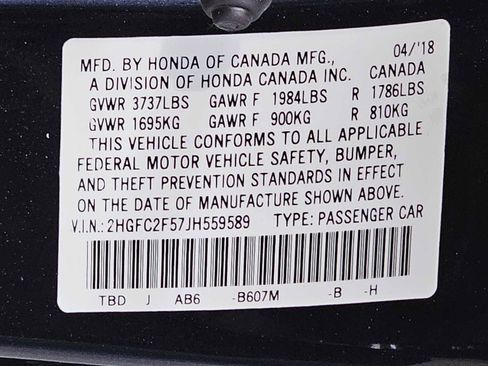 MFD. BY HONDA OF CANADA MFG., 04/'18
A DIVISION OF HONDA CANADA INC. CANADA
GVWR 3737LBS GAWR F 1984LBS R 1786LBS
GVWR 1695KG GAWR F 900KG R 810KG
THIS VEHICLE CONFORMS TO ALL APPLICABLE
FEDERAL MOTOR VEHICLE SAFETY, BUMPER,
AND THEFT PREVENTION STANDARDS IN EFFECT
ON THE DATE OF MANUFACTURE SHOWN ABOVE.
V.I.N.: 2HGFC2F57JH559589 TYPE: PASSENGER CAR
TBD J AB6 -B607M -B -H